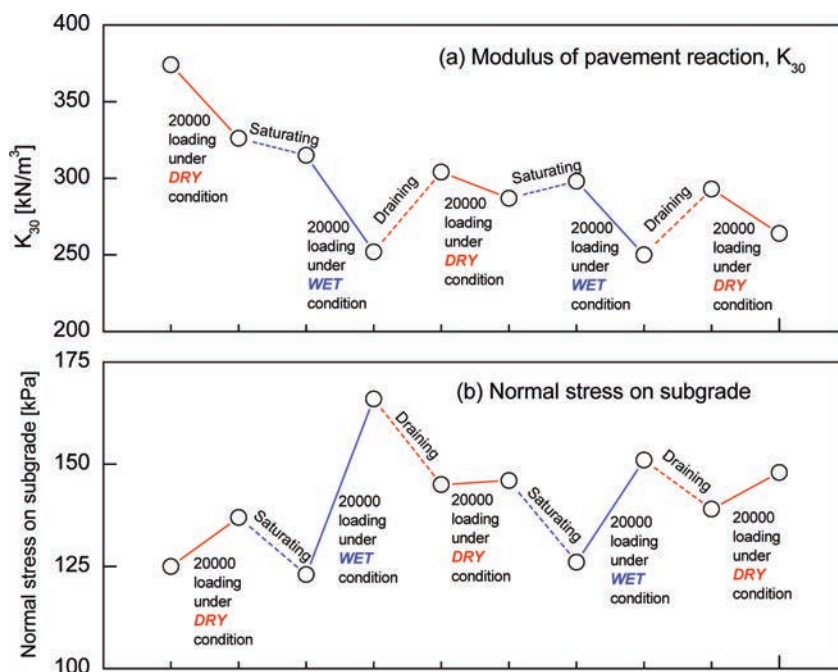 400
350
300
250
200
K30 [kN/m3]
(a) Modulus of pavement reaction, K30
20000
loading
under
DRY
condition
Saturating
20000
loading
under
WET
condition
Draining
20000
loading
under
DRY
condition
Saturating
20000
loading
under
WET
condition
Draining
20000
loading
under
DRY
condition
175
150
125
100
Normal stress on subgrade [kPa]
(b) Normal stress on subgrade
20000
loading
under
DRY
condition
Saturating
20000
loading
under
WET
condition
Draining
20000
loading
under
DRY
condition
Saturating
20000
loading
under
WET
condition
Draining
20000
loading
under
DRY
condition